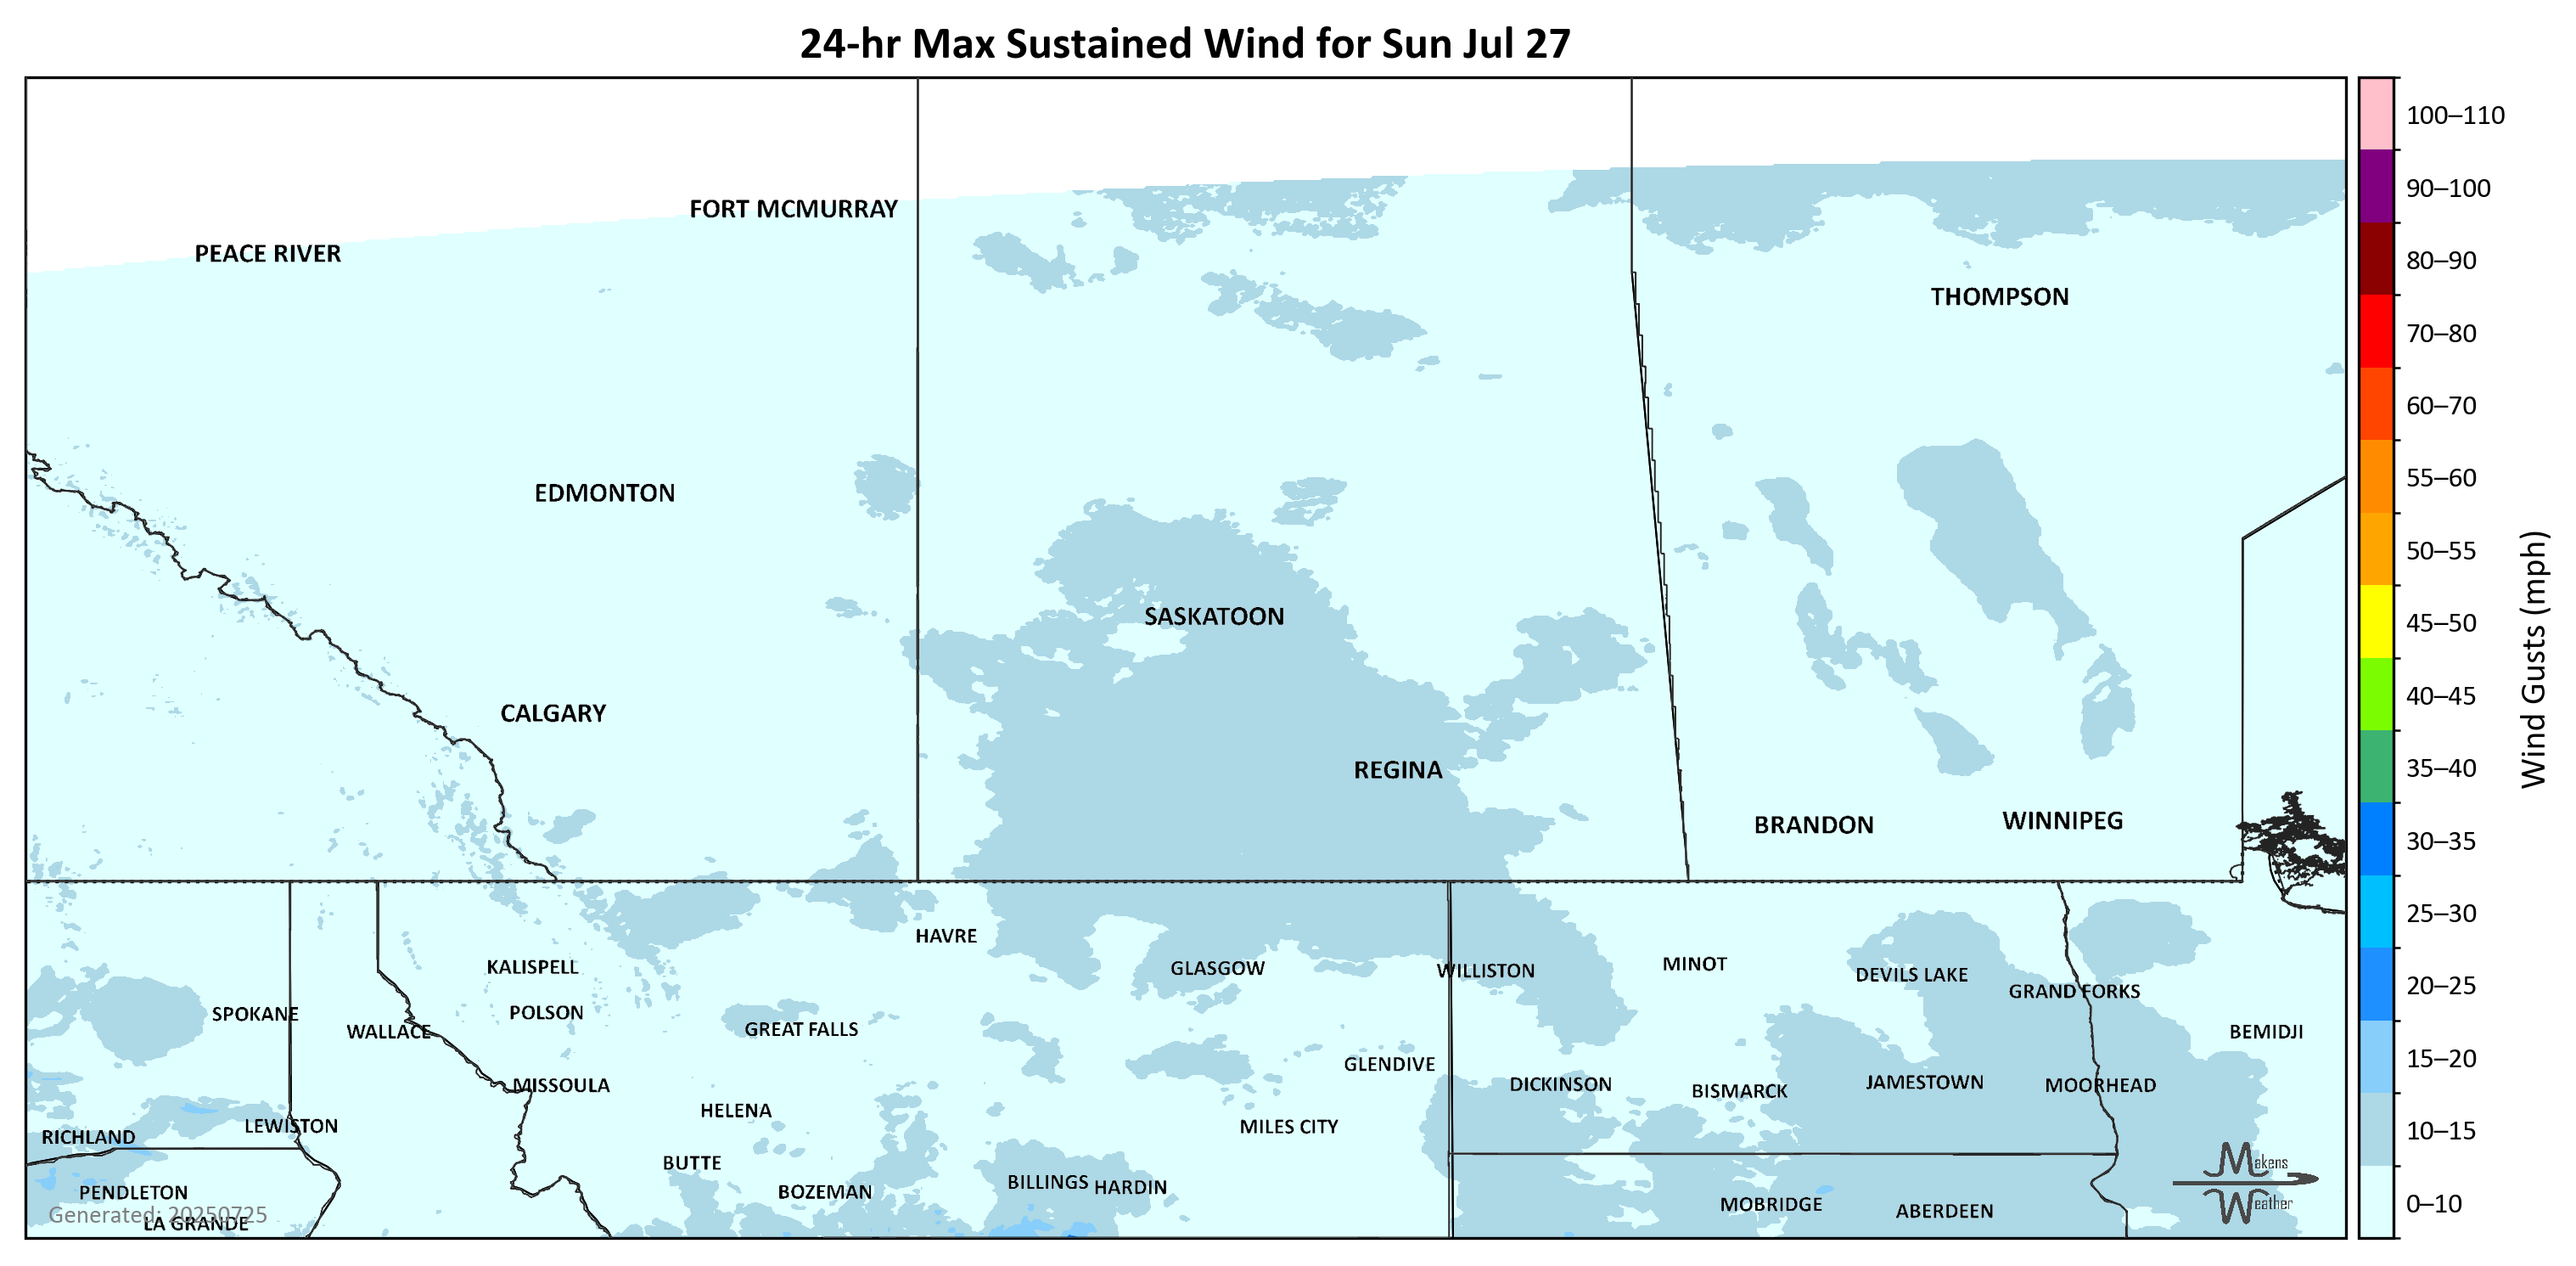 24-hr Max Sustained Wind for Sun Jul 27
FORT MCMURRAY
PEACE RIVER
THOMPSON
EDMONTON
SASKATOON
CALGARY
REGINA
BRANDON
WINNIPEG
HAVRE
KALISPELL
GLASGOW
WILLISTON
MINOT
DEVILS LAKE
GRAND FORKS
SPOKANE
POLSON
WALLACE
GREAT FALLS
BEMIDJI
GLENDIVE
MISSOULA
DICKINSON
BISMARCK
JAMESTOWN
MOORHEAD
HELENA
LEWISTON
MILES CITY
RICHLAND
BUTTE
PENDLETON
BOZEMAN
BILLINGS
HARDIN
MOBRIDGE
ABERDEEN
Generated: 20250725
LA GRANDE
Makens
Weather
100–110
90–100
80–90
70–80
60–70
55–60
50–55
45–50
40–45
35–40
30–35
25–30
20–25
15–20
10–15
0–10
Wind Gusts (mph)